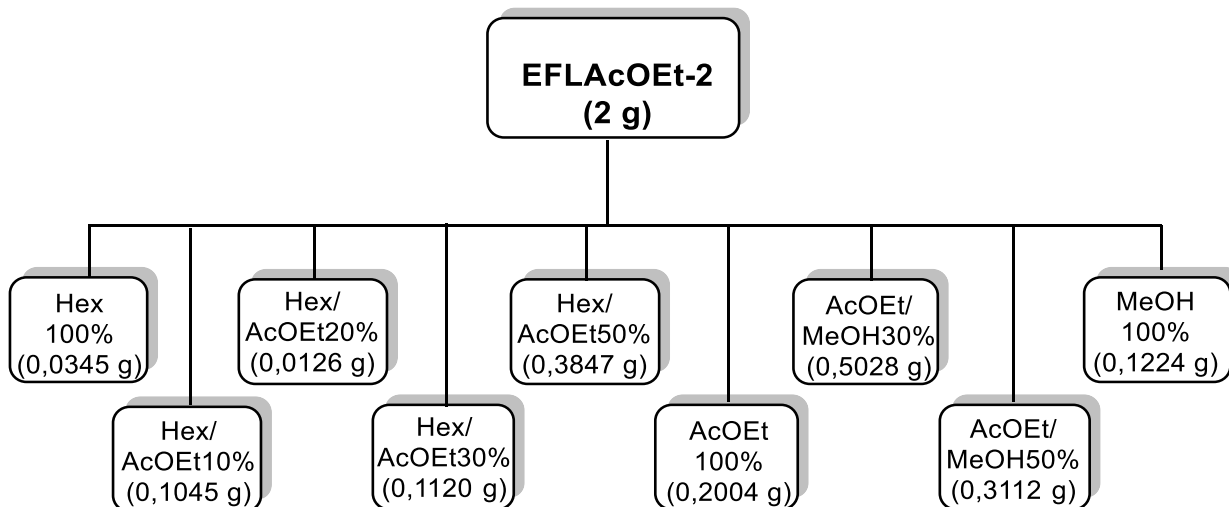 EFLAcOEt-2
(2 g)
Hex
100%
(0,0345 g)
Hex/
AcOEt10%
(0,1045 g)
Hex/
AcOEt20%
(0,0126 g)
Hex/
AcOEt30%
(0,1120 g)
Hex/
AcOEt50%
(0,3847 g)
AcOEt
100%
(0,2004 g)
AcOEt/
MeOH30%
(0,5028 g)
AcOEt/
MeOH50%
(0,3112 g)
MeOH
100%
(0,1224 g)